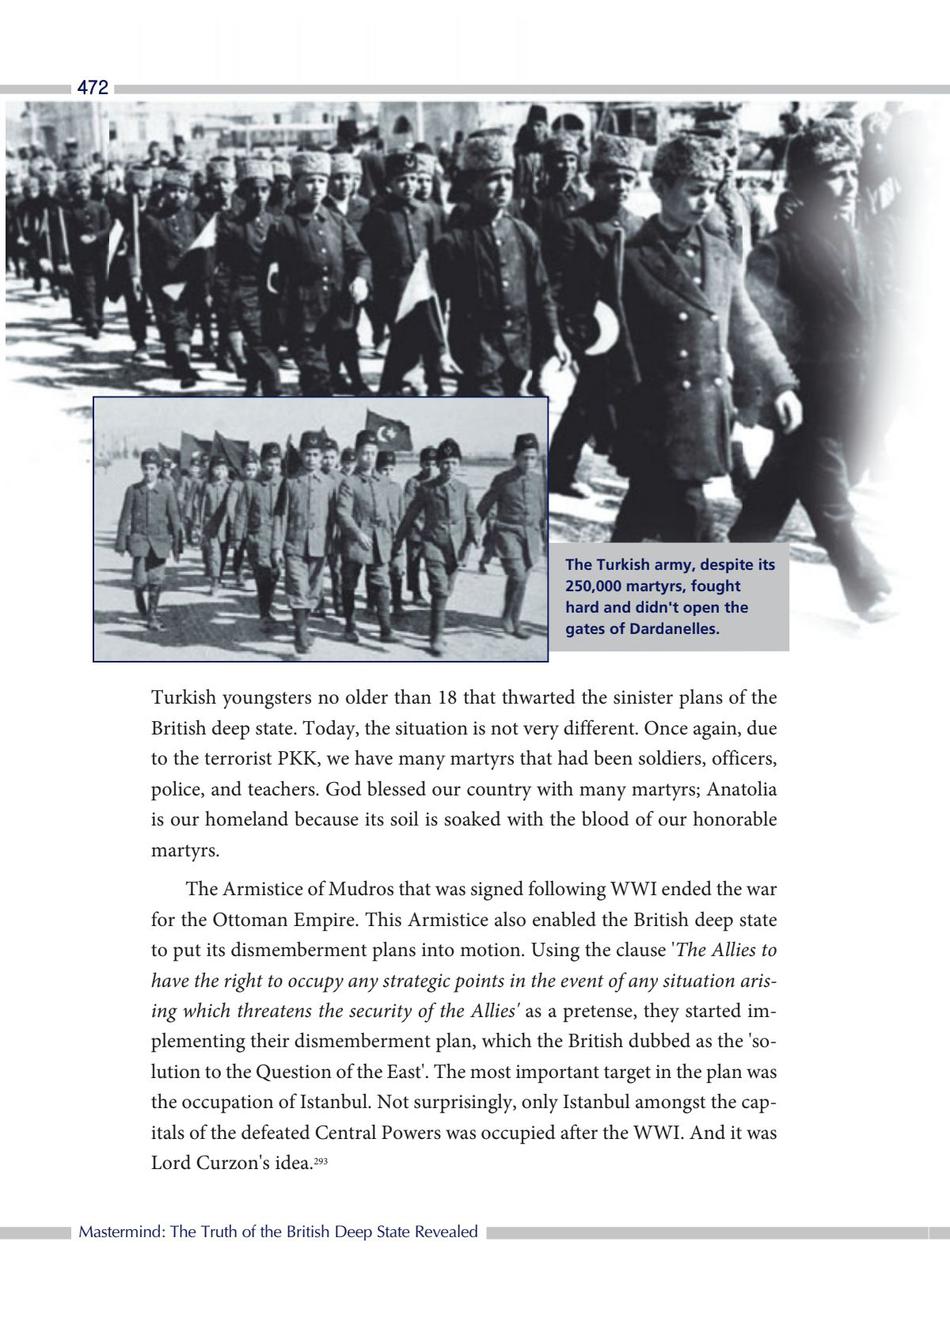 472
The Turkish army, despite its
250,000 martyrs, fought
hard and didn't open the
gates of Dardanelles.
Turkish youngsters no older than 18 that thwarted the sinister plans of the
British deep state. Today, the situation is not very different. Once again, due
to the terrorist PKK, we have many martyrs that had been soldiers, officers,
police, and teachers. God blessed our country with many martyrs; Anatolia
is our homeland because its soil is soaked with the blood of our honorable
martyrs.
The Armistice of Mudros that was signed following WWI ended the war
for the Ottoman Empire. This Armistice also enabled the British deep state
to put its dismemberment plans into motion. Using the clause 'The Allies to
have the right to occupy any strategic points in the event of any situation aris-
ing which threatens the security of the Allies' as a pretense, they started im-
plementing their dismemberment plan, which the British dubbed as the 'so-
lution to the Question of the East'. The most important target in the plan was
the occupation of Istanbul. Not surprisingly, only Istanbul amongst the cap-
itals of the defeated Central Powers was occupied after the WWI. And it was
Lord Curzon's idea.293
Mastermind: The Truth of the British Deep State Revealed